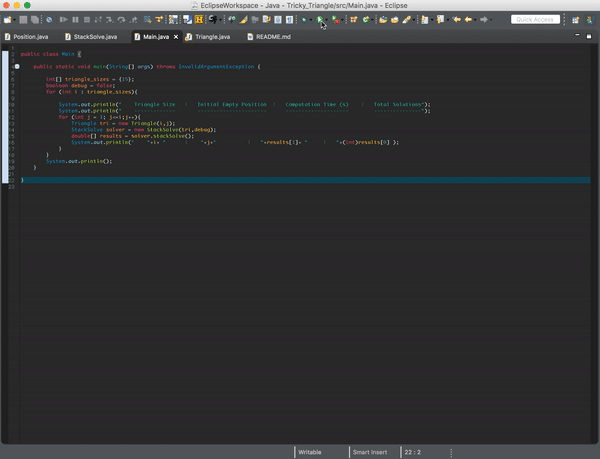 EclipseWorkspace - Java - Tricky_Triangle/src/Main.java - Eclipse
Quick Access
Position.java StackSolve.java Main.java Triangle.java README.md
1
2 public class Main {
3
4 public static void main(String[] args) throws InvalidArgumentException {
5
6 int[] triangle_sizes = {15};
7 boolean debug = false;
8 for (int i : triangle_sizes){
9
10 System.out.println(" Triangle Size | Initial Empty Position | Computation Time (s) | Total Solutions");
11 System.out.println(" ------------- ---------------------- -------------------- ---------------");
12 for (int j = 1; j<=i;j++){
13 Triangle tri = new Triangle(i,j);
14 StackSolve solver = new StackSolve(tri,debug);
15 double[] results = solver.stackSolve();
16 System.out.println(" "+i+ " "+j+" | "+results[1]+ " | "+(int)results[0] );
17 }
18 }
19 System.out.println();
20 }
21
22 }
23
Writable Smart Insert 22 : 2